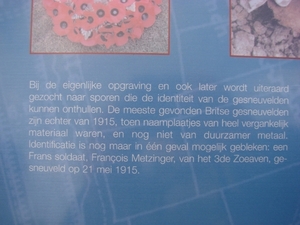 Bij de eigenlijke opgraving en ook later wordt uiteraard
gezocht naar sporen die de identiteit van de gesneuvelden
kunnen onthullen. De meeste gevonden Britse gesneuvelden
zijn echter van 1915, toen naamplaatjes van heel vergankelijk
materiaal waren, en nog niet van duurzamer metaal.
Identificatie is nog maar in één geval mogelijk gebleken: een
Frans soldaat, François Metzinger, van het 3de Zoeaven, ge-
sneuveld op 21 mei 1915.